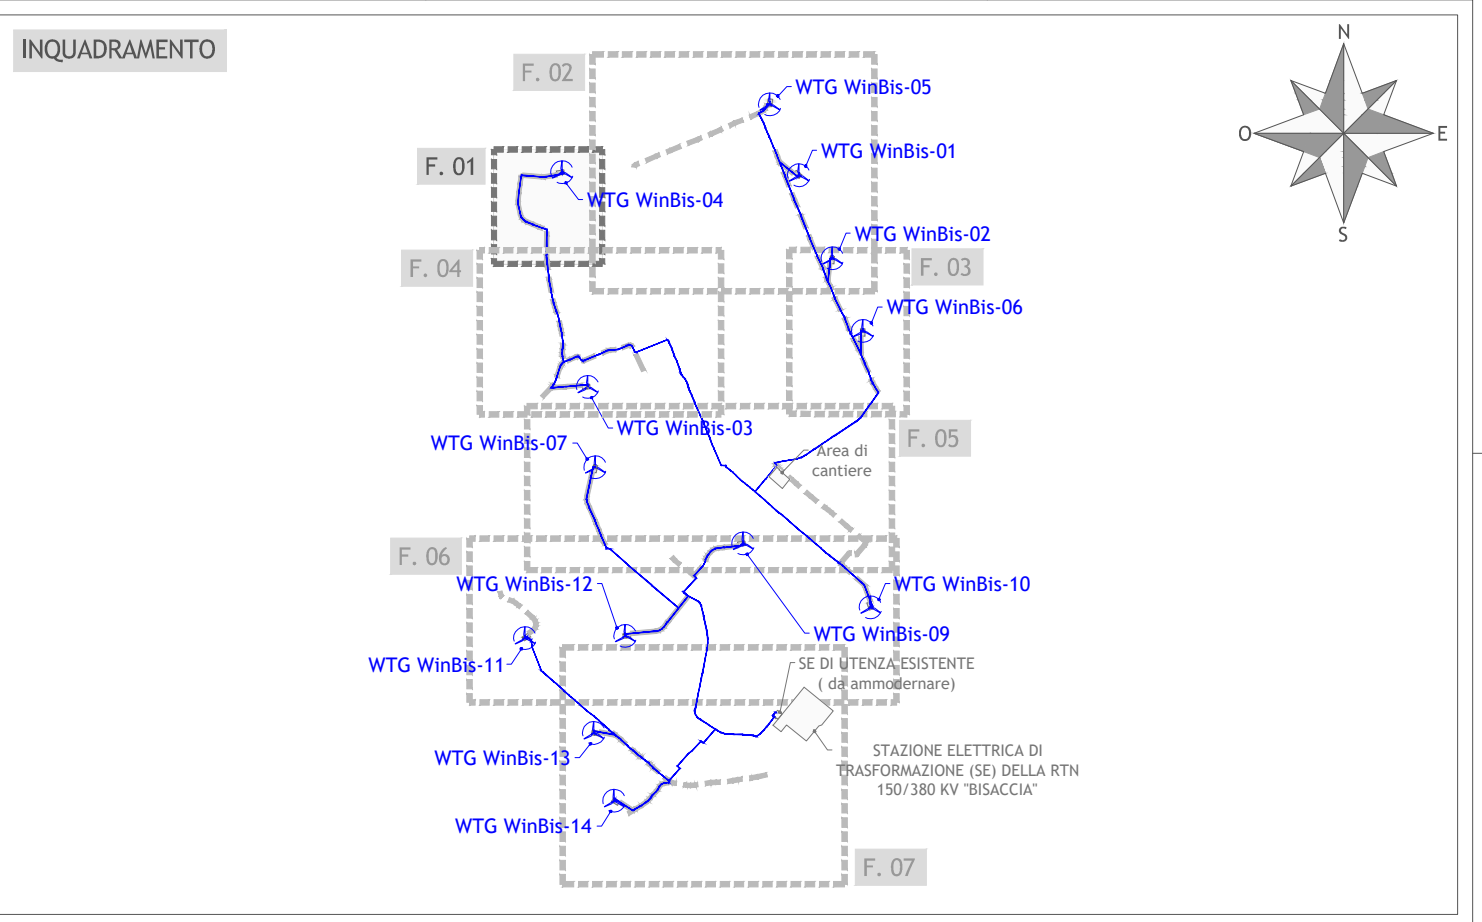 INQUADRAMENTO
N
O
E
S
F. 02
WTG WinBis-05
F. 01
WTG WinBis-01
WTG WinBis-04
WTG WinBis-02
F. 04
F. 03
WTG WinBis-06
WTG WinBis-03
WTG WinBis-07
F. 05
Area di
cantiere
F. 06
WTG WinBis-12
WTG WinBis-10
WTG WinBis-09
WTG WinBis-11
SE DI UTENZA ESISTENTE
( da ammodernare)
WTG WinBis-13
STAZIONE ELETTRICA DI
TRASFORMAZIONE (SE) DELLA RTN
150/380 KV "BISACCIA"
WTG WinBis-14
F. 07